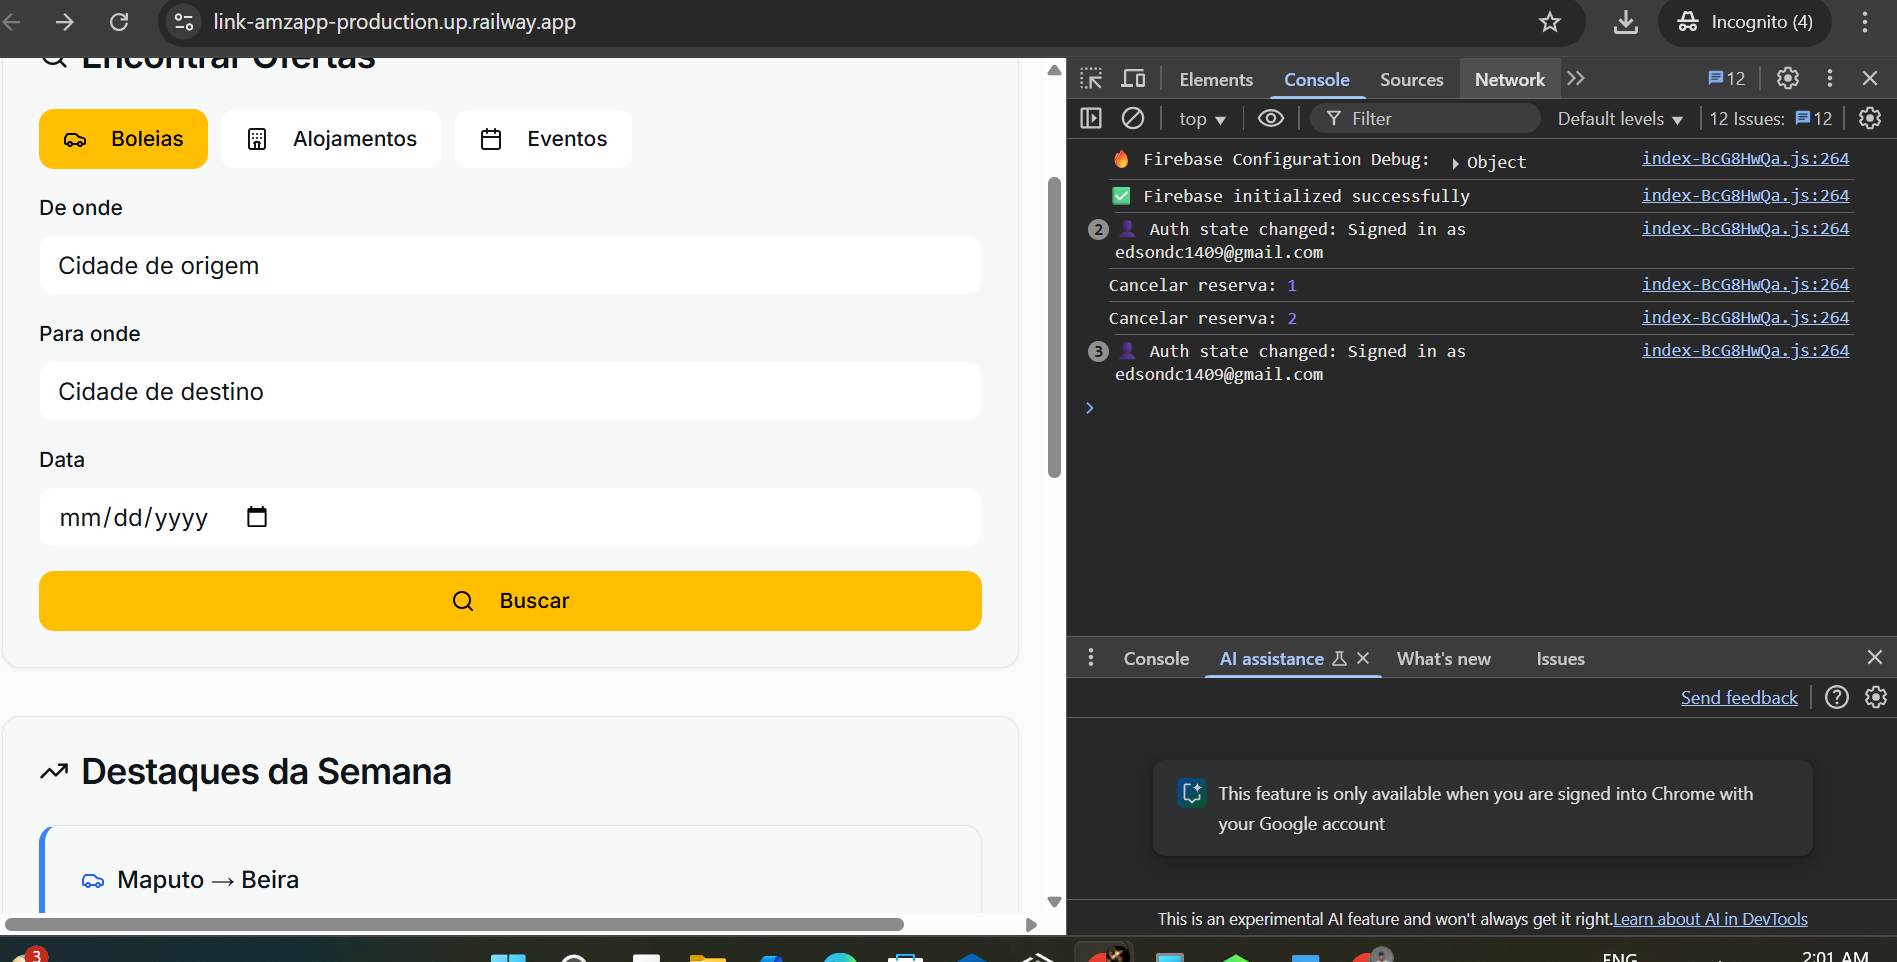 link-amzapp-production.up.railway.app
Incognito (4)
Encontrar Ofertas
Boleias
Alojamentos
Eventos
De onde
Cidade de origem
Para onde
Cidade de destino
Data
mm/dd/yyyy
Buscar
Destaques da Semana
Maputo → Beira
Elements
Console
Sources
Network
12
top
Filter
Default levels
12 Issues:
12
Firebase Configuration Debug: Object
index-BcG8HwQa.js:264
Firebase initialized successfully
index-BcG8HwQa.js:264
2 Auth state changed: Signed in as
edsondc1409@gmail.com
index-BcG8HwQa.js:264
Cancelar reserva: 1
index-BcG8HwQa.js:264
Cancelar reserva: 2
index-BcG8HwQa.js:264
3 Auth state changed: Signed in as
edsondc1409@gmail.com
index-BcG8HwQa.js:264
Console
AI assistance
What's new
Issues
Send feedback
This feature is only available when you are signed into Chrome with
your Google account
This is an experimental AI feature and won't always get it right.Learn about AI in DevTools
3
ENG
2:01 AM